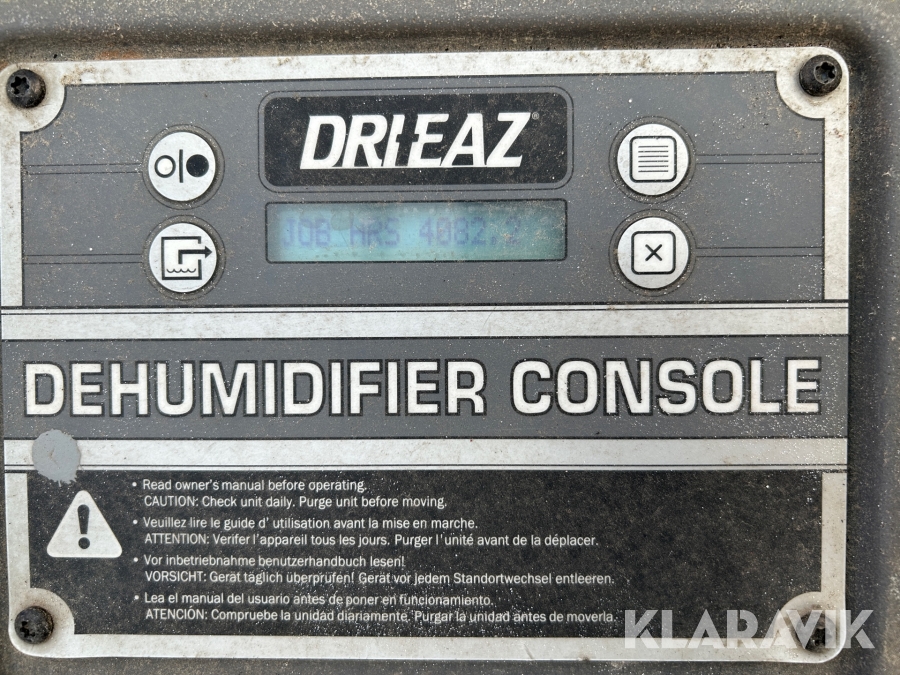 DRIEAZ®
JOB HRS 4082.2
DEHUMIDIFIER CONSOLE
• Read owner's manual before operating.
CAUTION: Check unit daily. Purge unit before moving.
• Veuillez lire le guide d' utilisation avant la mise en marche.
ATTENTION: Verifer l'appareil tous les jours. Purger l'unité avant de la déplacer.
• Vor inbetriebnahme benutzerhandbuch lesen!
VORSICHT: Gerät täglich überprüfen! Gerät vor jedem Standortwechsel entleeren.
• Lea el manual del usuario antes de poner en funcionamiento.
ATENCIÓN: Compruebe la unidad diariamente. Purgar la unidad antes de moverla.
KLARAVIK